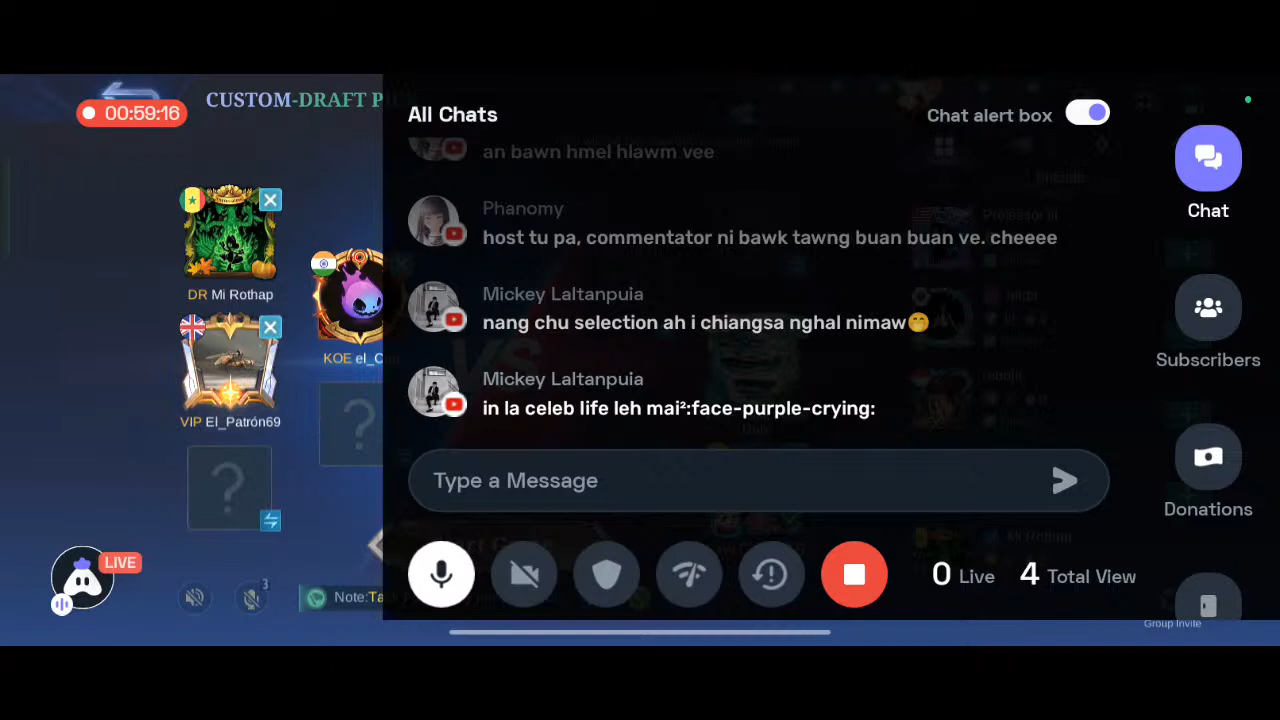 00:59:16
CUSTOM-DRAFT P
All Chats
Chat alert box
an bawn hmel hlawm vee
Phanomy
host tu pa, commentator ni bawk tawng buan buan ve. cheeee
Mickey Laltanpuia
nang chu selection ah i chiangsa nghal nimaw😁
Mickey Laltanpuia
in la celeb life leh mai²:face-purple-crying:
Type a Message
0 Live
4 Total View
Chat
Subscribers
Donations
Group Invite
DR Mi Rothap
KOE el_C
VIP El_Patrón69
LIVE
3
Note:Ta
VS